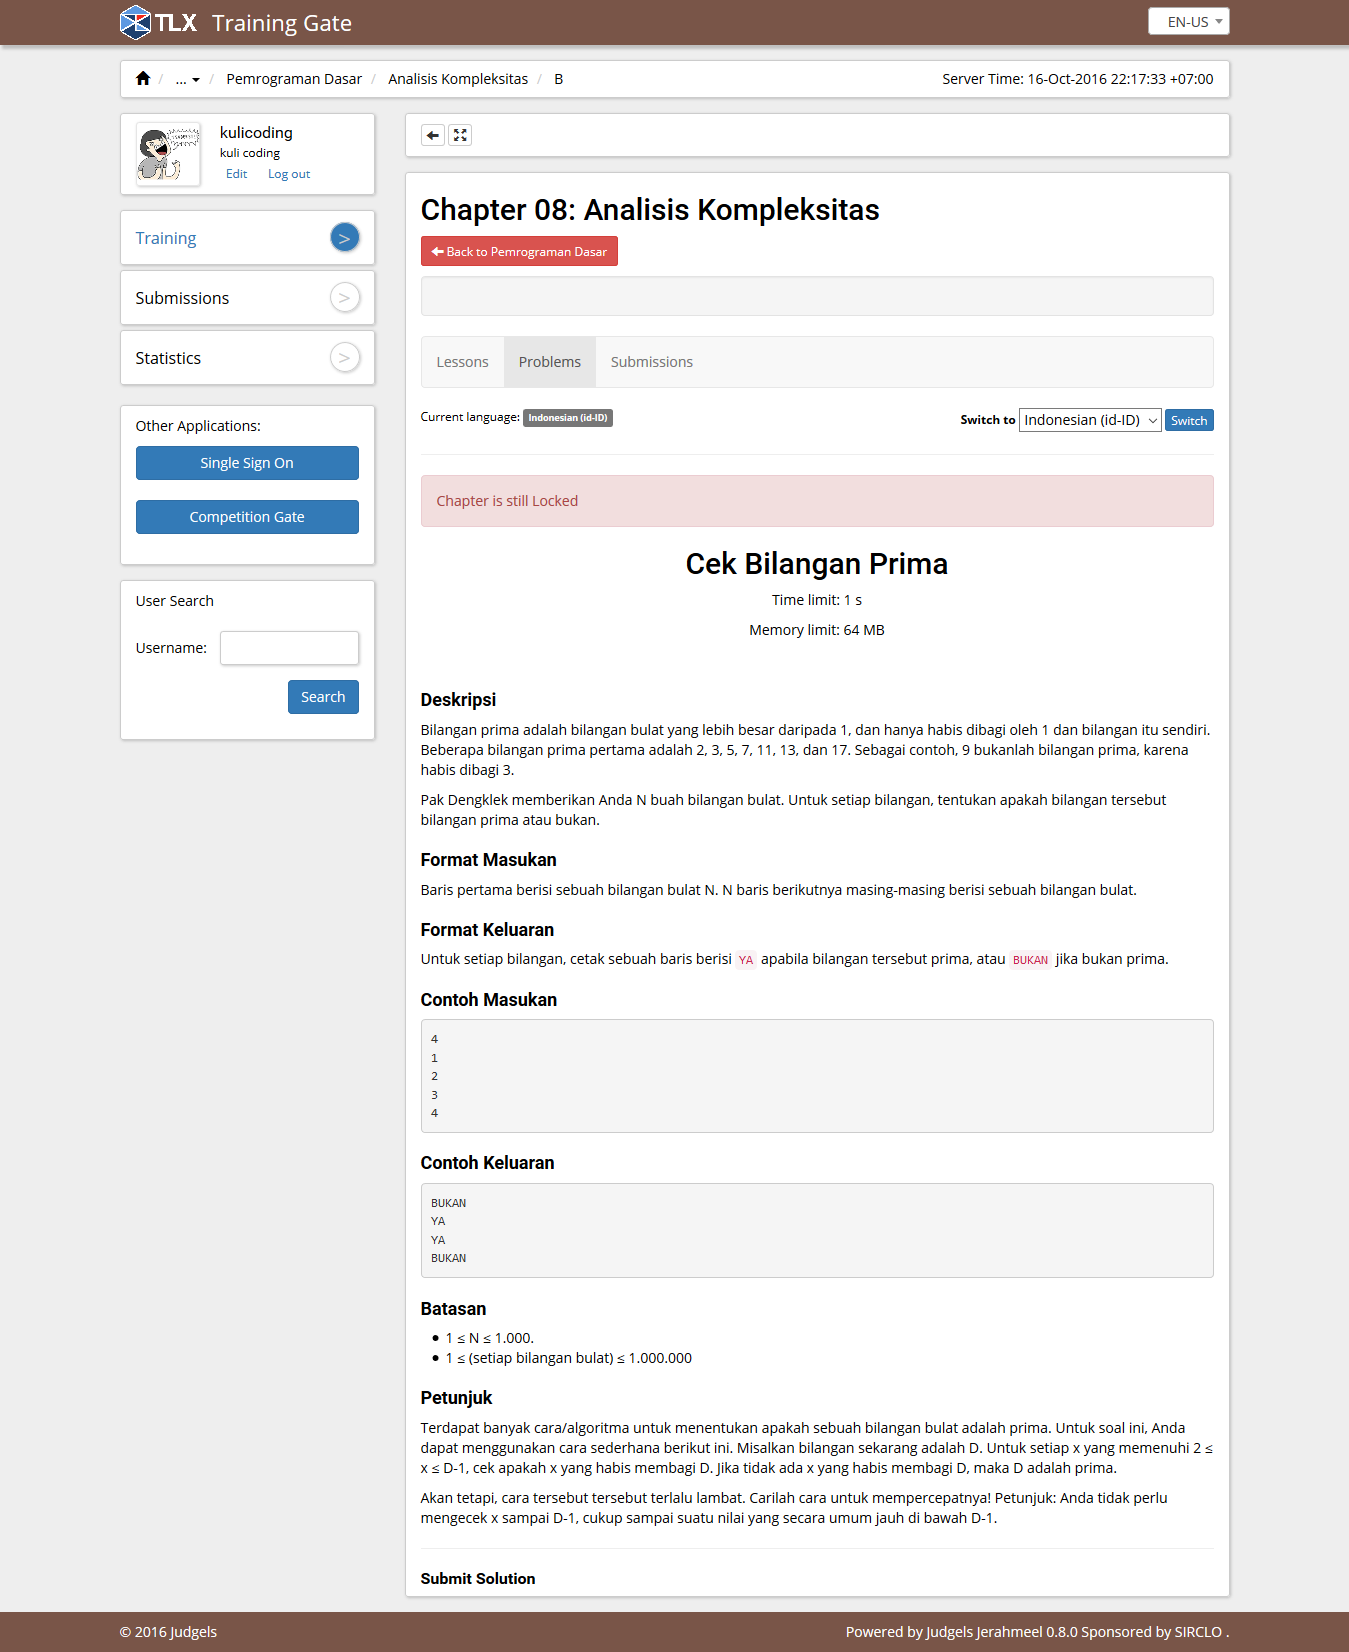 TLX Training Gate
EN-US
/ ... / Pemrograman Dasar / Analisis Kompleksitas / B
Server Time: 16-Oct-2016 22:17:33 +07:00
kulicoding
kuli coding
Edit Log out
Training >
Submissions >
Statistics >
Other Applications:
Single Sign On
Competition Gate
User Search
Username:
Search
Chapter 08: Analisis Kompleksitas
Back to Pemrograman Dasar
Lessons Problems Submissions
Current language: Indonesian (id-ID)
Switch to Indonesian (id-ID) Switch
Chapter is still Locked
Cek Bilangan Prima
Time limit: 1 s
Memory limit: 64 MB
Deskripsi
Bilangan prima adalah bilangan bulat yang lebih besar daripada 1, dan hanya habis dibagi oleh 1 dan bilangan itu sendiri.
Beberapa bilangan prima pertama adalah 2, 3, 5, 7, 11, 13, dan 17. Sebagai contoh, 9 bukanlah bilangan prima, karena
habis dibagi 3.
Pak Dengklek memberikan Anda N buah bilangan bulat. Untuk setiap bilangan, tentukan apakah bilangan tersebut
bilangan prima atau bukan.
Format Masukan
Baris pertama berisi sebuah bilangan bulat N. N baris berikutnya masing-masing berisi sebuah bilangan bulat.
Format Keluaran
Untuk setiap bilangan, cetak sebuah baris berisi YA apabila bilangan tersebut prima, atau BUKAN jika bukan prima.
Contoh Masukan
4
1
2
3
4
Contoh Keluaran
BUKAN
YA
YA
BUKAN
Batasan
• 1 ≤ N ≤ 1.000.
• 1 ≤ (setiap bilangan bulat) ≤ 1.000.000
Petunjuk
Terdapat banyak cara/algoritma untuk menentukan apakah sebuah bilangan bulat adalah prima. Untuk soal ini, Anda
dapat menggunakan cara sederhana berikut ini. Misalkan bilangan sekarang adalah D. Untuk setiap x yang memenuhi 2 ≤
x ≤ D-1, cek apakah x yang habis membagi D. Jika tidak ada x yang habis membagi D, maka D adalah prima.
Akan tetapi, cara tersebut tersebut terlalu lambat. Carilah cara untuk mempercepatnya! Petunjuk: Anda tidak perlu
mengecek x sampai D-1, cukup sampai suatu nilai yang secara umum jauh di bawah D-1.
Submit Solution
© 2016 Judgels
Powered by Judgels Jerahmeel 0.8.0 Sponsored by SIRCLO .